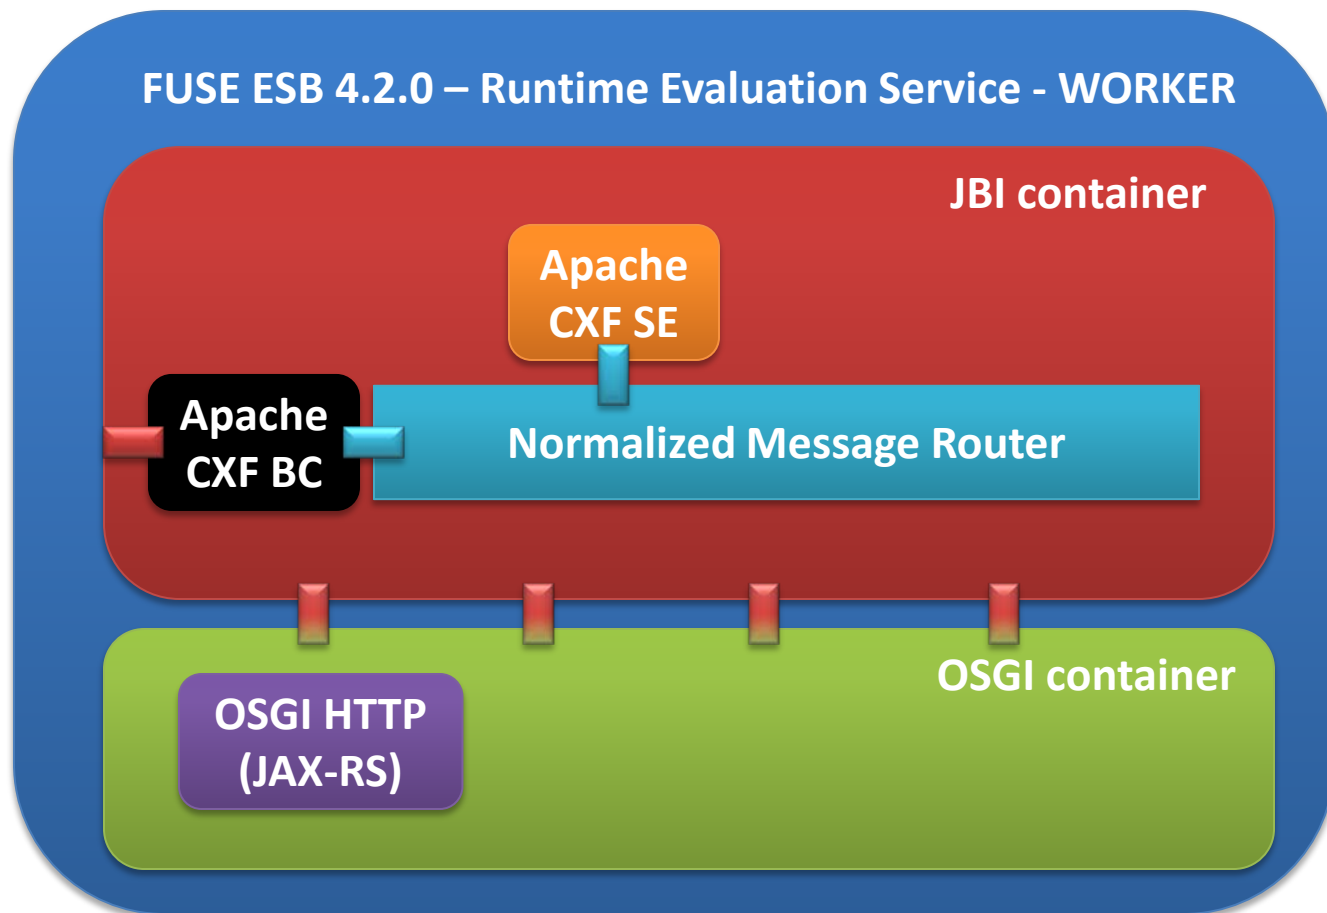 FUSE ESB 4.2.0 – Runtime Evaluation Service - WORKER
JBI container
Apache
CXF SE
Apache
CXF BC
Normalized Message Router
OSGI container
OSGI HTTP
(JAX-RS)